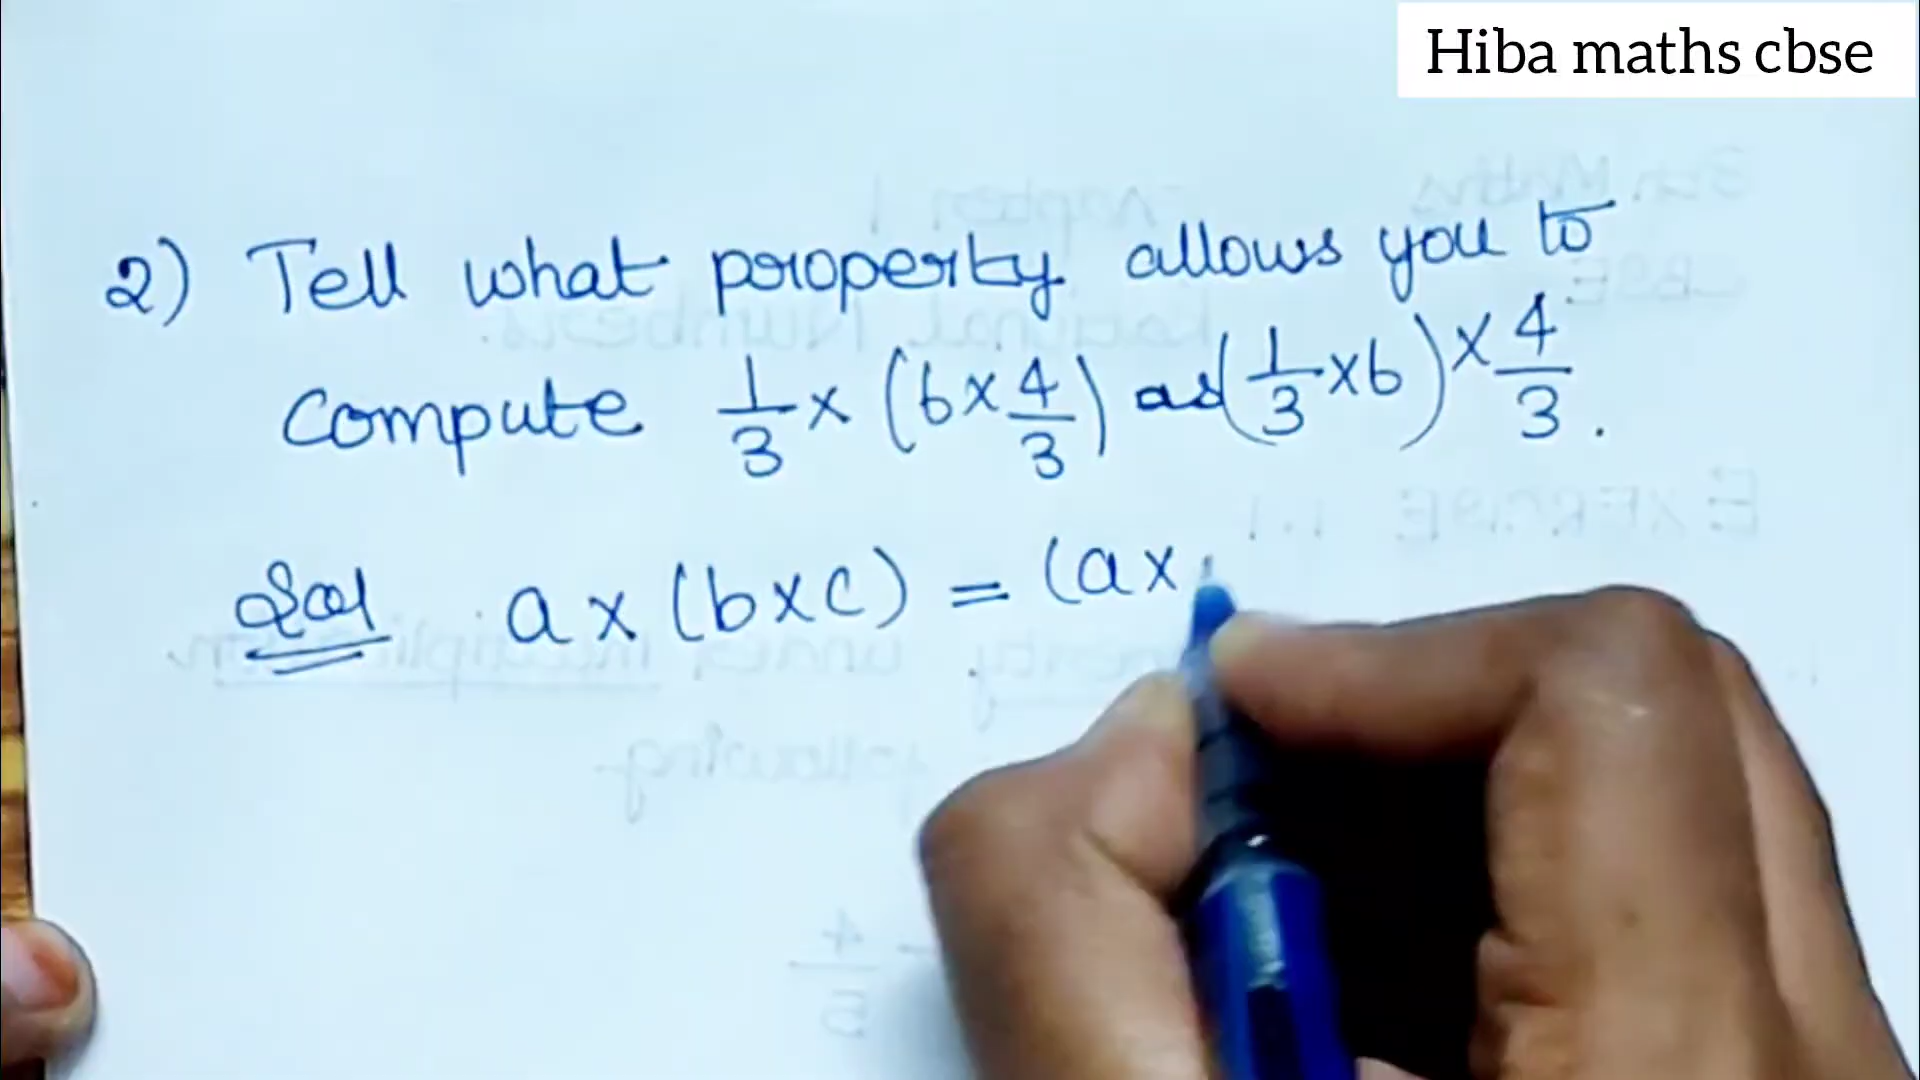 Hiba maths cbse
2) Tell what property allows you to
compute 1/3 × (6 × 4/3) as (1/3 × 6) × 4/3.
Sol a × (b × c) = (a ×